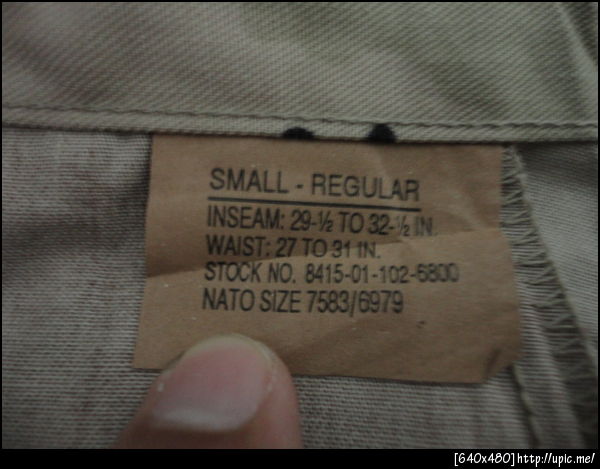 SMALL - REGULAR
INSEAM: 29-½ TO 32-½ IN.
WAIST: 27 TO 31 IN.
STOCK NO. 8415-01-102-6800
NATO SIZE 7583/6979
[640x480]http://upic.me/